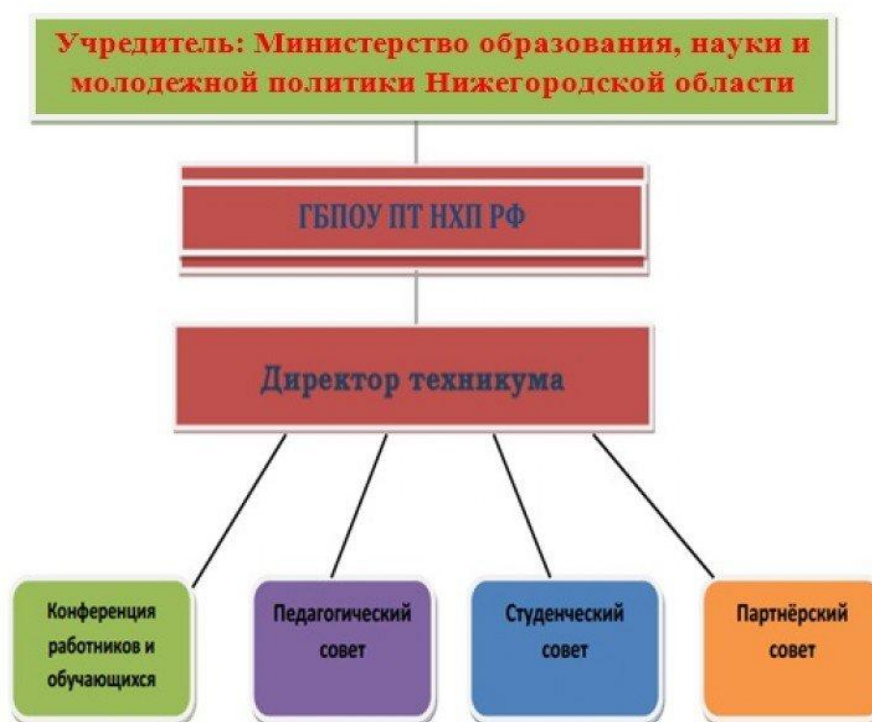 Учредитель: Министерство образования, науки и
молодежной политики Нижегородской области
ГБПОУ ПТ НХП РФ
Директор техникума
Конференция
работников и
обучающихся
Педагогический
совет
Студенческий
совет
Партнёрский
совет